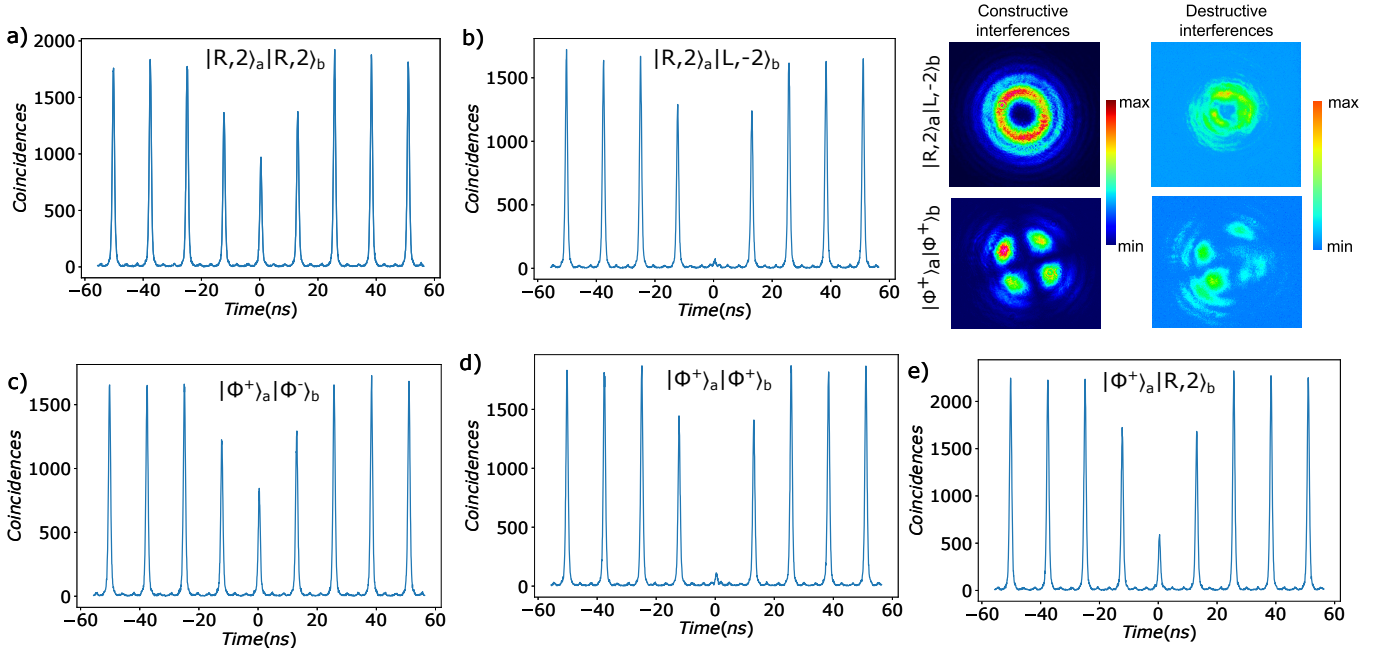 a)
|R,2⟩a|R,2⟩b
Coincidences
2000
1500
1000
500
0
−60 −40 −20 0 20 40 60
Time(ns)
b)
|R,2⟩a|L,-2⟩b
Coincidences
1500
1000
500
0
−60 −40 −20 0 20 40 60
Time(ns)
Constructive
interferences
Destructive
interferences
|R,2⟩a|L,-2⟩b
|Φ+⟩a|Φ+⟩b
max
min
max
min
c)
|Φ+⟩a|Φ-⟩b
Coincidences
1500
1000
500
0
−60 −40 −20 0 20 40 60
Time(ns)
d)
|Φ+⟩a|Φ+⟩b
Coincidences
1500
1000
500
0
−60 −40 −20 0 20 40 60
Time(ns)
e)
|Φ+⟩a|R,2⟩b
Coincidences
2000
1500
1000
500
0
−60 −40 −20 0 20 40 60
Time(ns)